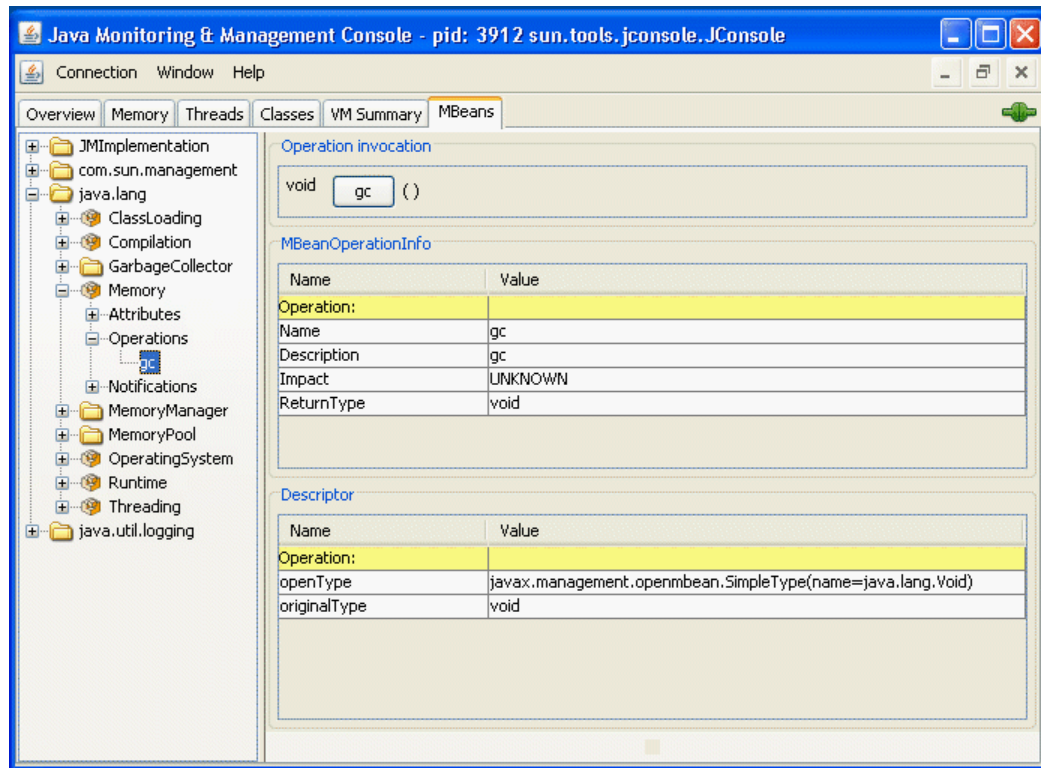 Java Monitoring & Management Console - pid: 3912 sun.tools.jconsole.JConsole
Connection Window Help
Overview Memory Threads Classes VM Summary MBeans
JMImplementation
com.sun.management
java.lang
ClassLoading
Compilation
GarbageCollector
Memory
Attributes
Operations
gc
Notifications
MemoryManager
MemoryPool
OperatingSystem
Runtime
Threading
java.util.logging
Operation invocation
void gc ( )
MBeanOperationInfo
Name Value
Operation:
Name gc
Description gc
Impact UNKNOWN
ReturnType void
Descriptor
Name Value
Operation:
openType javax.management.openmbean.SimpleType(name=java.lang.Void)
originalType void